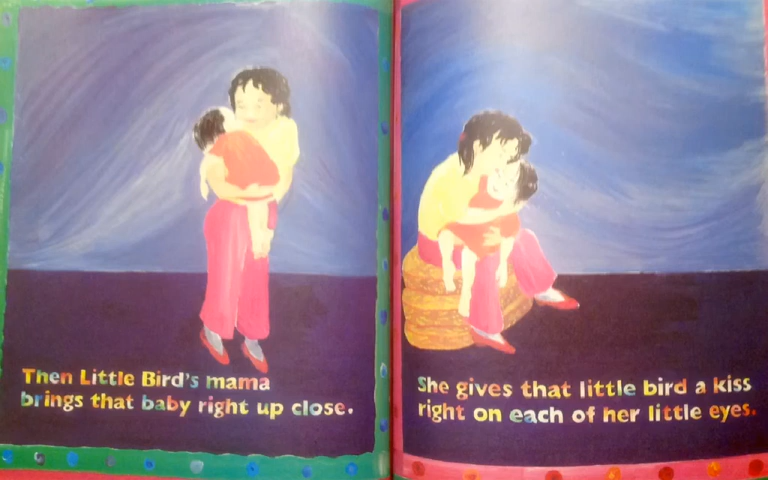 Then Little Bird's mama
brings that baby right up close.
She gives that little bird a kiss
right on each of her little eyes.